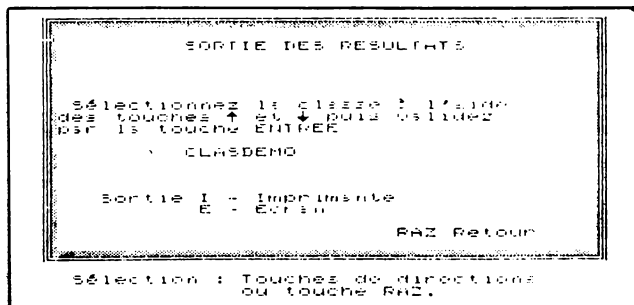 SORTIE DES RESULTATS
Sélectionnez la classe à l'aide
des touches ↑ et ↓ puis validez
par la touche ENTREE
CLASDEMO
Sortie I - Imprimante
E - Ecran
RAZ Retour
Sélection : Touches de directions
ou touche RAZ.